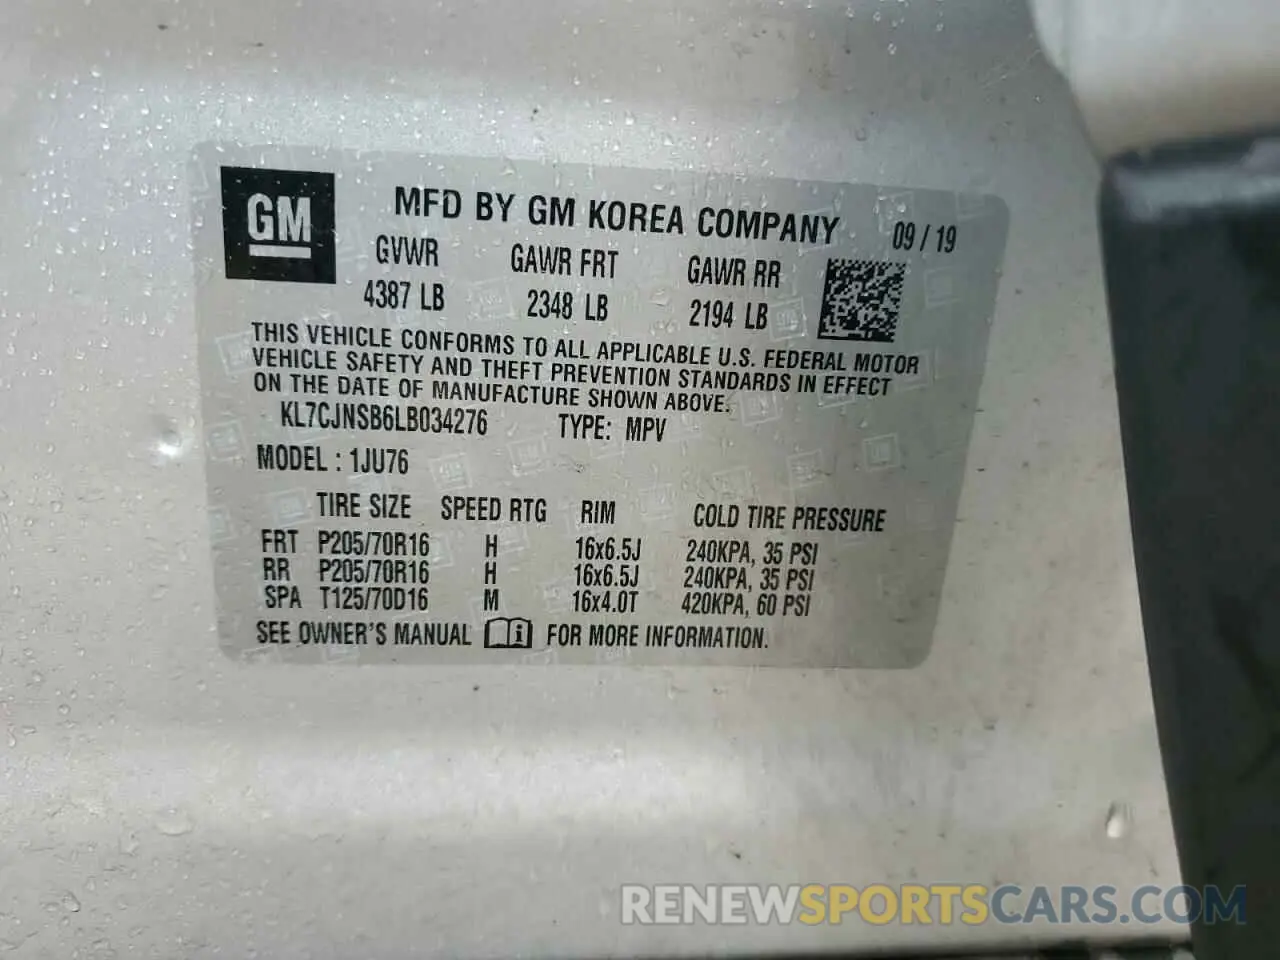 GM
MFD BY GM KOREA COMPANY 09 / 19
GVWR GAWR FRT GAWR RR
4387 LB 2348 LB 2194 LB
THIS VEHICLE CONFORMS TO ALL APPLICABLE U.S. FEDERAL MOTOR
VEHICLE SAFETY AND THEFT PREVENTION STANDARDS IN EFFECT
ON THE DATE OF MANUFACTURE SHOWN ABOVE.
KL7CJNSB6LB034276 TYPE: MPV
MODEL : 1JU76
TIRE SIZE SPEED RTG RIM COLD TIRE PRESSURE
FRT P205/70R16 H 16x6.5J 240KPA, 35 PSI
RR P205/70R16 H 16x6.5J 240KPA, 35 PSI
SPA T125/70D16 M 16x4.0T 420KPA, 60 PSI
SEE OWNER'S MANUAL i FOR MORE INFORMATION.
RENEWSPORTSCARS.COM